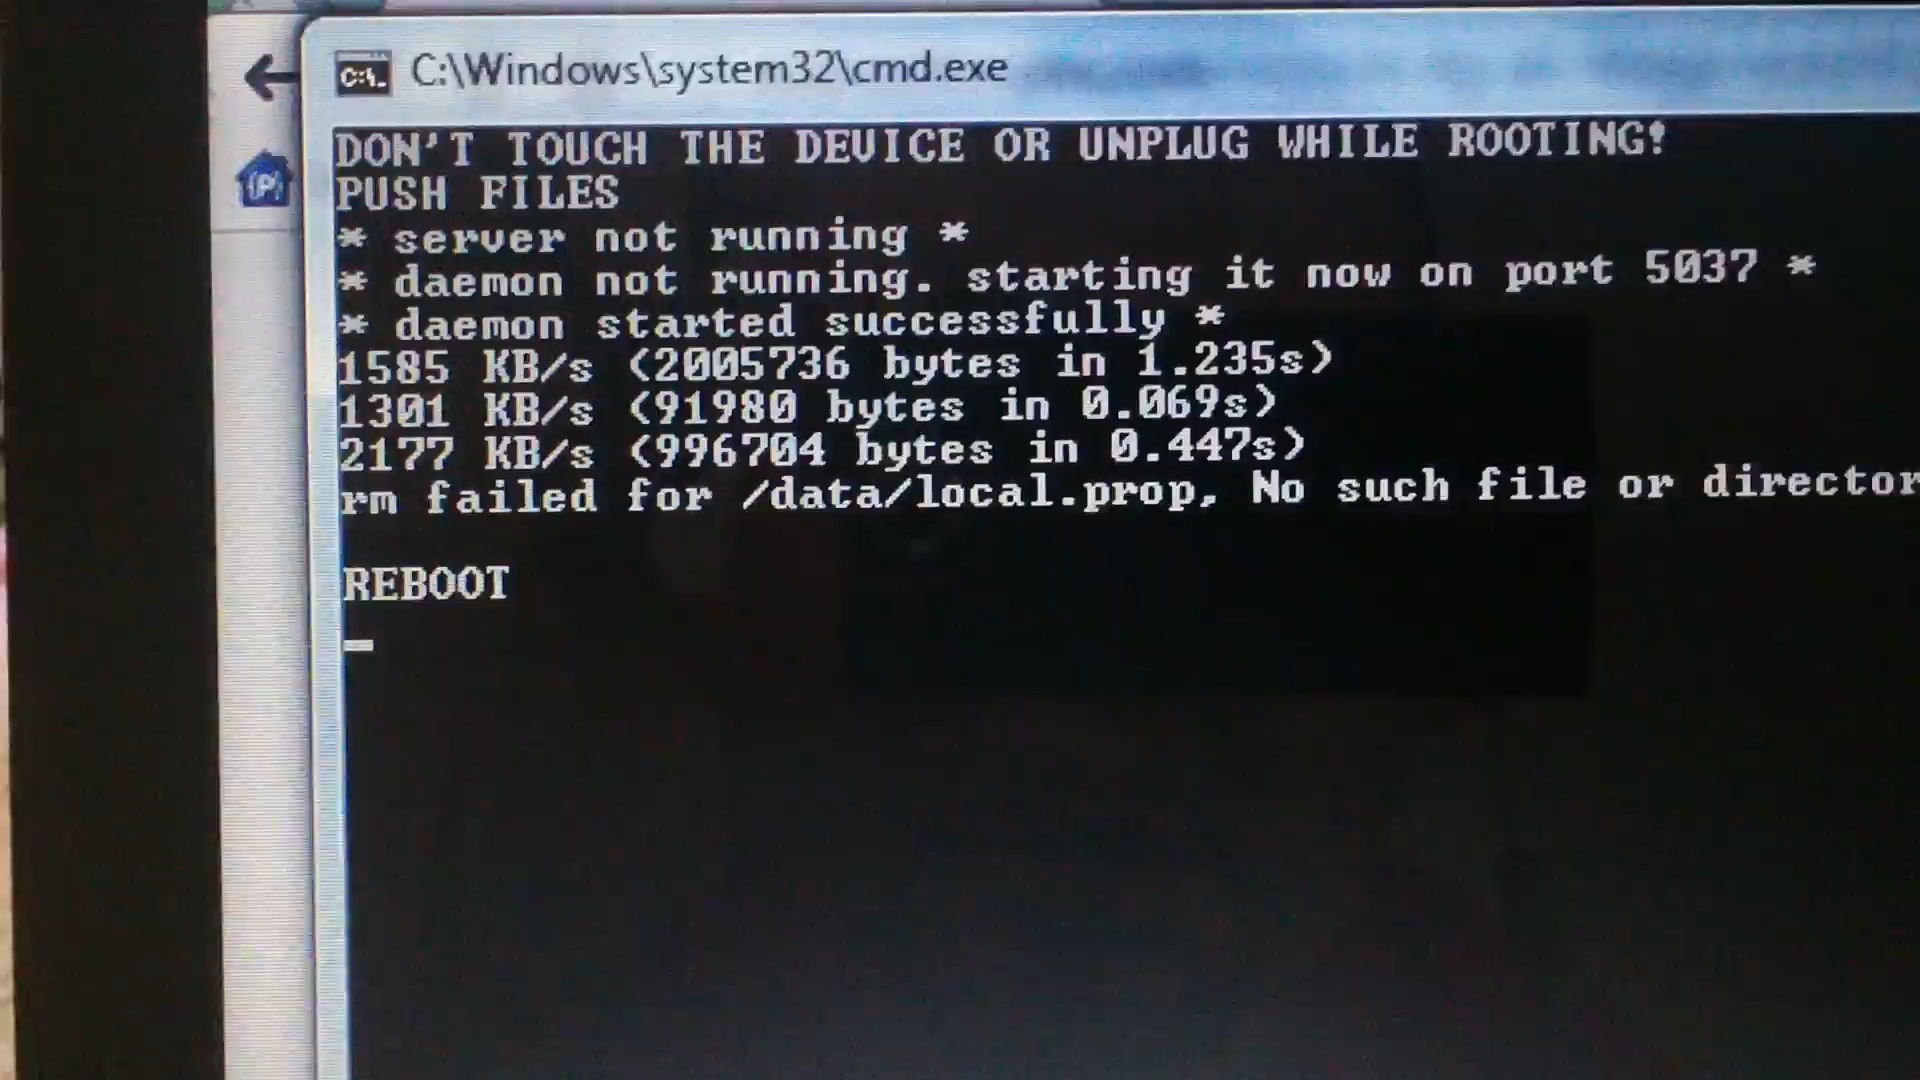 C:\Windows\system32\cmd.exe
DON'T TOUCH THE DEVICE OR UNPLUG WHILE ROOTING!
PUSH FILES
* server not running *
* daemon not running. starting it now on port 5037 *
* daemon started successfully *
1585 KB/s (2005736 bytes in 1.235s)
1301 KB/s (91980 bytes in 0.069s)
2177 KB/s (996704 bytes in 0.447s)
rm failed for /data/local.prop, No such file or director
REBOOT